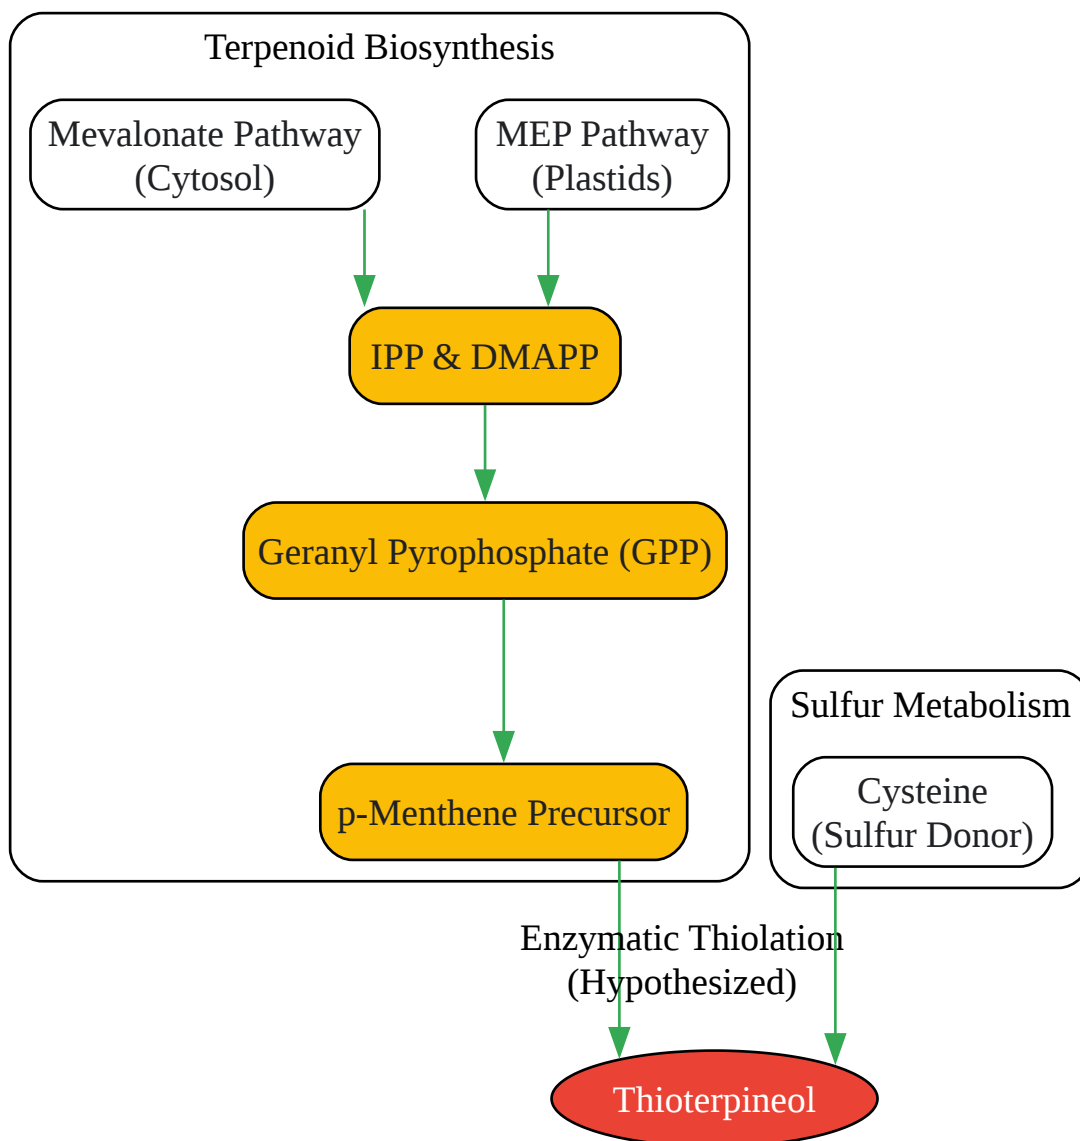 Terpenoid Biosynthesis
Mevalonate Pathway
(Cytosol)
MEP Pathway
(Plastids)
IPP & DMAPP
Geranyl Pyrophosphate (GPP)
p-Menthene Precursor
Sulfur Metabolism
Cysteine
(Sulfur Donor)
Enzymatic Thiolation
(Hypothesized)
Thioterpineol